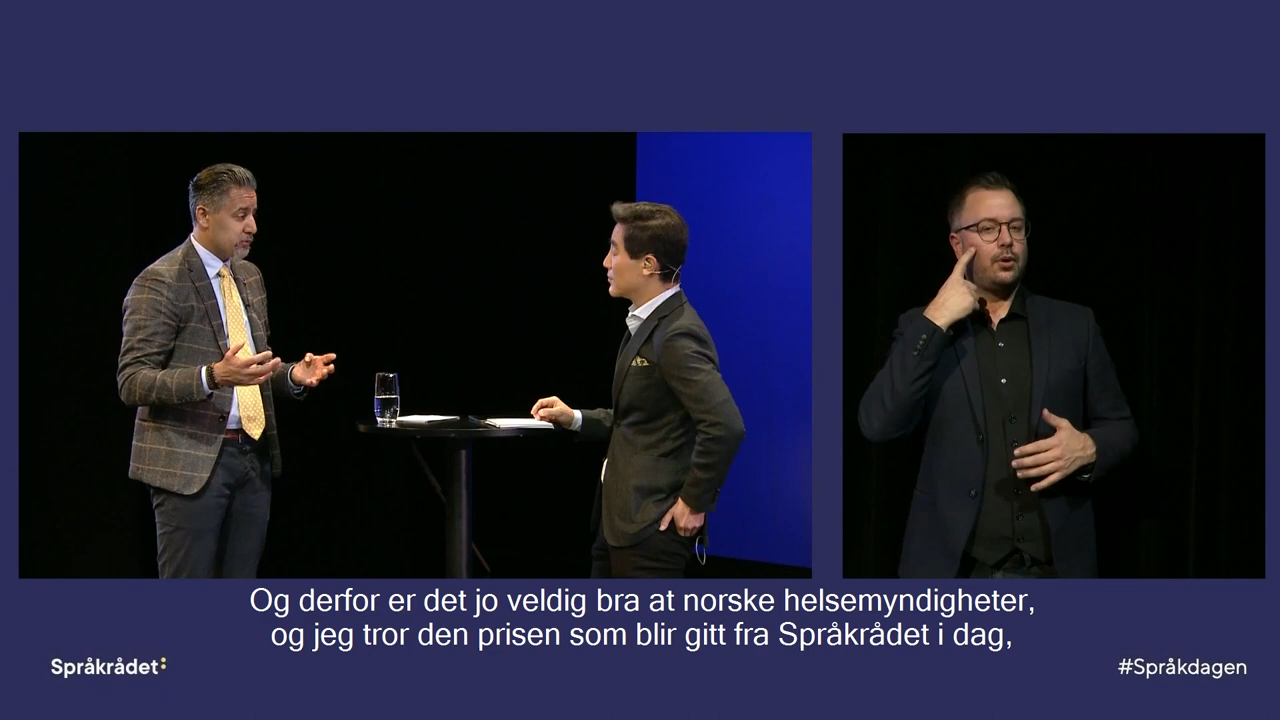 Og derfor er det jo veldig bra at norske helsemyndigheter,
og jeg tror den prisen som blir gitt fra Språkrådet i dag,
Språkrådet:
#Språkdagen